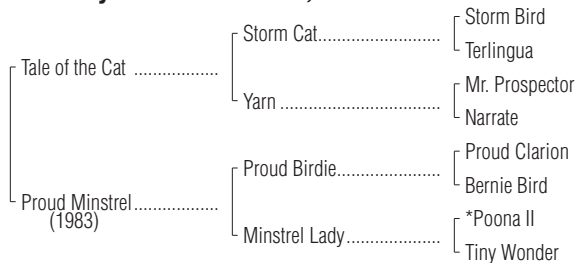 Storm Bird
Storm Cat..............................
Terlingua
Tale of the Cat ..................
Mr. Prospector
Yarn ........................................
Narrate
Proud Clarion
Proud Birdie..........................
Bernie Bird
Proud Minstrel..................
(1983)
*Poona II
Minstrel Lady........................
Tiny Wonder